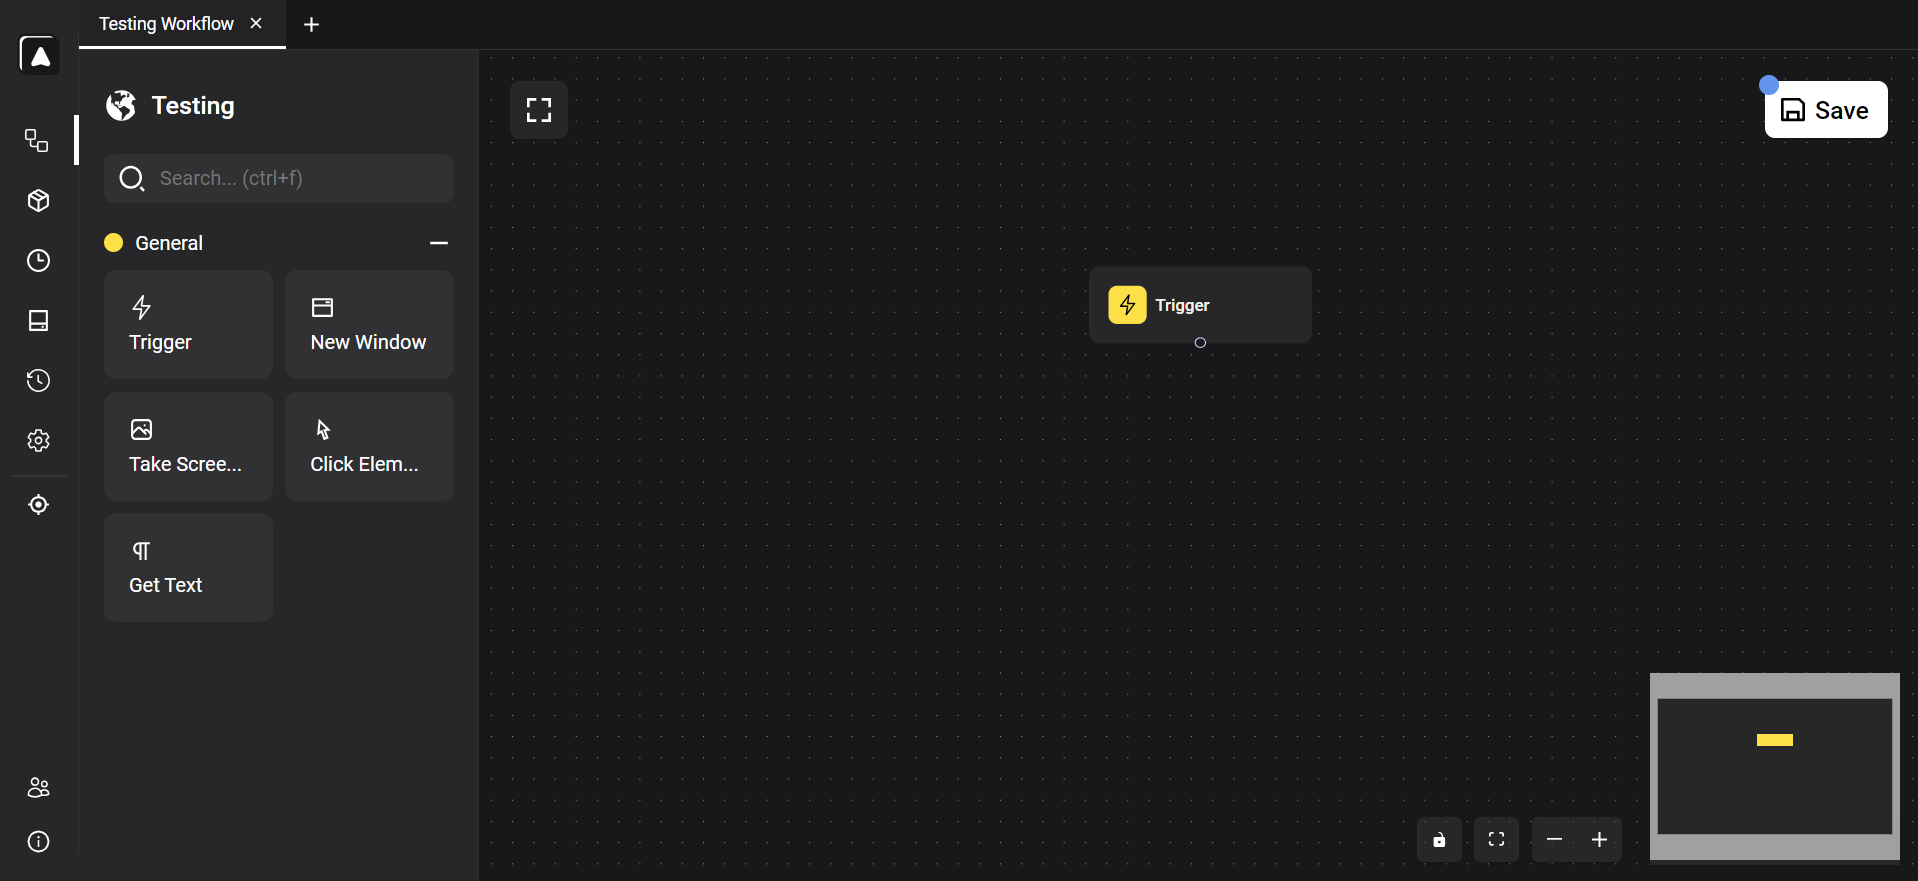 Testing Workflow
Testing
Search... (ctrl+f)
General
Trigger
New Window
Take Scree...
Click Elem...
Get Text
Save
Trigger